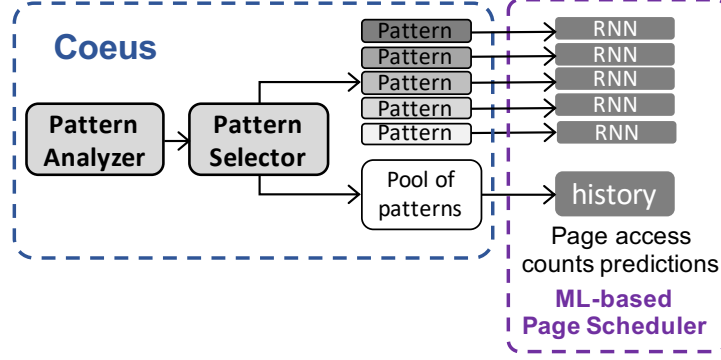 Coeus
Pattern
Analyzer
Pattern
Selector
Pattern
Pattern
Pattern
Pattern
Pattern
Pool of
patterns
RNN
RNN
RNN
RNN
RNN
history
Page access
counts predictions
ML-based
Page Scheduler